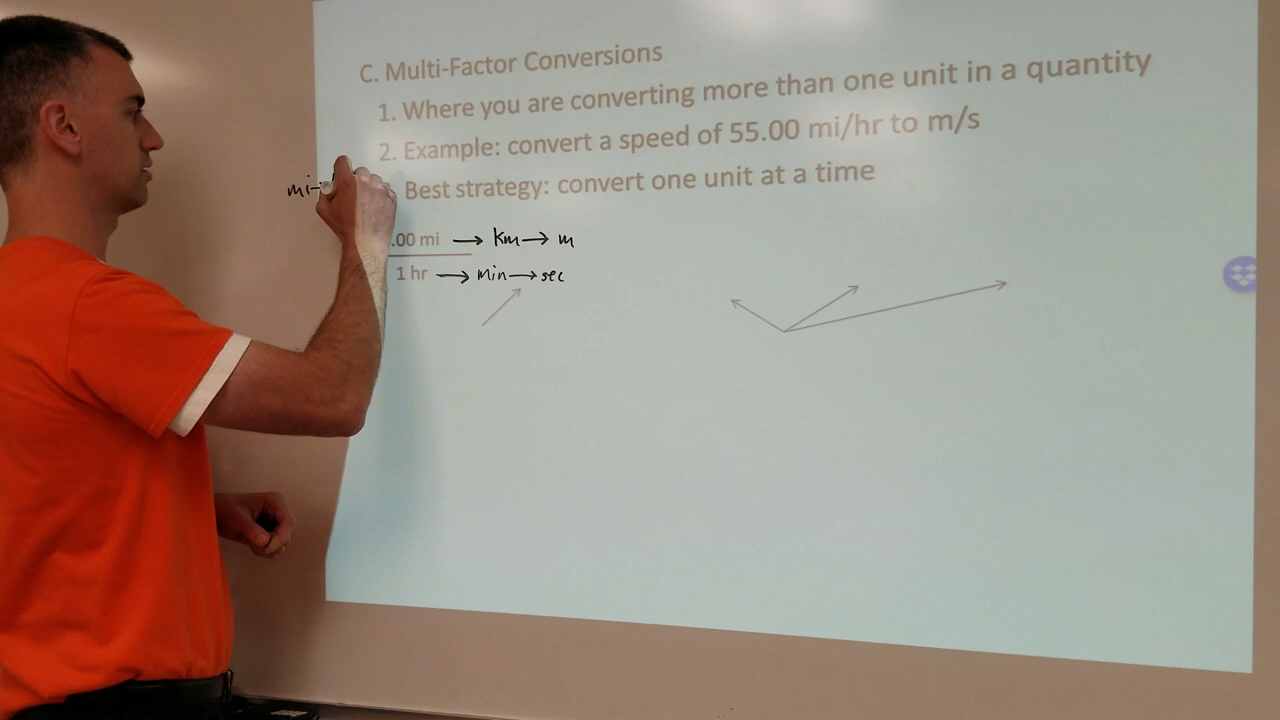 C. Multi-Factor Conversions
1. Where you are converting more than one unit in a quantity
2. Example: convert a speed of 55.00 mi/hr to m/s
Best strategy: convert one unit at a time
mi-
.00 mi → km → m
1 hr → min → sec